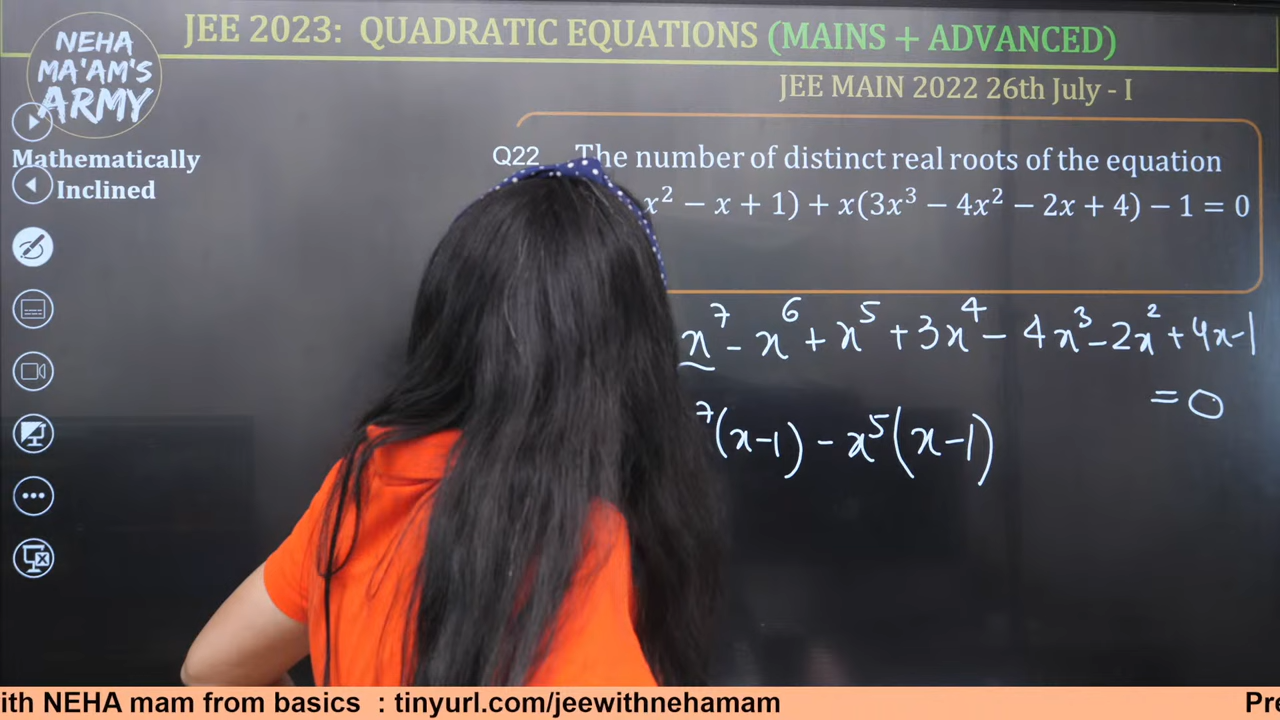 JEE 2023: QUADRATIC EQUATIONS (MAINS + ADVANCED)
NEHA
MA'AM'S
ARMY
JEE MAIN 2022 26th July - I
Mathematically
Inclined
Q22 The number of distinct real roots of the equation
x² − x + 1) + x(3x³ − 4x² − 2x + 4) − 1 = 0
x⁷ - x⁶ + x⁵ + 3x⁴ - 4x³ - 2x² + 4x - 1
= 0
⁷(x-1) - x⁵(x-1)
ith NEHA mam from basics : tinyurl.com/jeewithnehamam
Pre